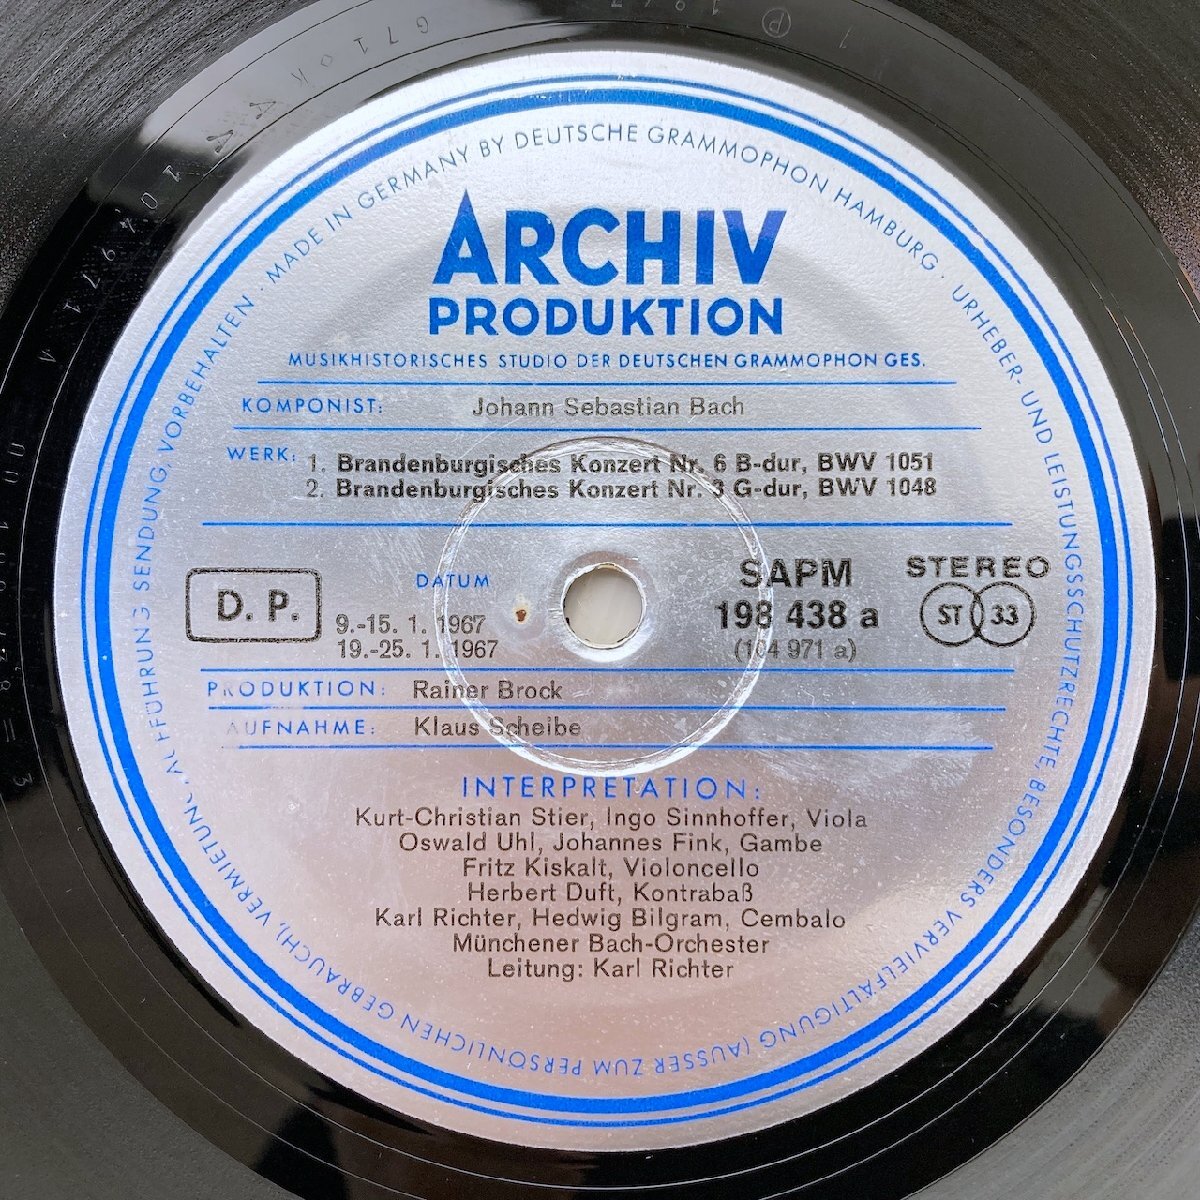 MADE IN GERMANY BY DEUTSCHE GRAMMOPHON HAMBURG · URHEBER- UND LEISTUNGSSCHUTZRECHTE, BESONDERS VERVIELFÄLTIGUNG (AUSSER ZUM PERSÖNLICHEN GEBRAUCH), VERMIETUNG, AUFFÜHRUNG SENDUNG, VORBEHALTEN ·
ARCHIV
PRODUKTION
MUSIKHISTORISCHES STUDIO DER DEUTSCHEN GRAMMOPHON GES.
KOMPONIST: Johann Sebastian Bach
WERK: 1. Brandenburgisches Konzert Nr. 6 B-dur, BWV 1051
2. Brandenburgisches Konzert Nr. 3 G-dur, BWV 1048
D. P.
DATUM
9.-15. 1. 1967
19.-25. 1. 1967
SAPM
198 438 a
(104 971 a)
STEREO
ST 33
PRODUKTION: Rainer Brock
AUFNAHME: Klaus Scheibe
INTERPRETATION:
Kurt-Christian Stier, Ingo Sinnhoffer, Viola
Oswald Uhl, Johannes Fink, Gambe
Fritz Kiskalt, Violoncello
Herbert Duft, Kontrabaß
Karl Richter, Hedwig Bilgram, Cembalo
Münchener Bach-Orchester
Leitung: Karl Richter